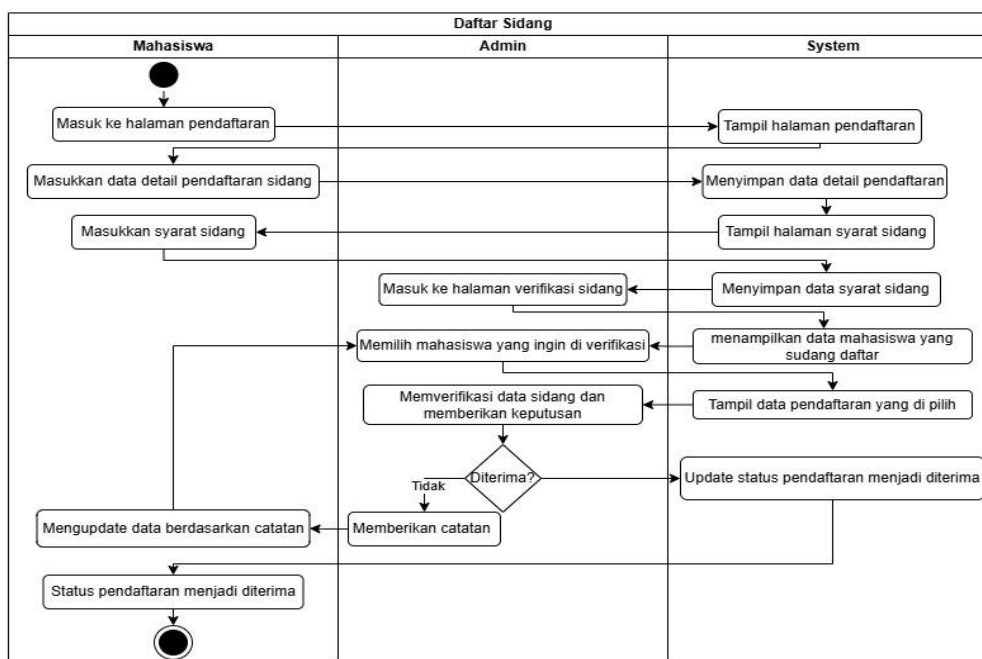 Daftar Sidang
Mahasiswa
Admin
System
Masuk ke halaman pendaftaran
Tampil halaman pendaftaran
Masukkan data detail pendaftaran sidang
Menyimpan data detail pendaftaran
Masukkan syarat sidang
Tampil halaman syarat sidang
Masuk ke halaman verifikasi sidang
Menyimpan data syarat sidang
Memilih mahasiswa yang ingin di verifikasi
menampilkan data mahasiswa yang
sudang daftar
Memverifikasi data sidang dan
memberikan keputusan
Tampil data pendaftaran yang di pilih
Diterima?
Update status pendaftaran menjadi diterima
Tidak
Mengupdate data berdasarkan catatan
Memberikan catatan
Status pendaftaran menjadi diterima